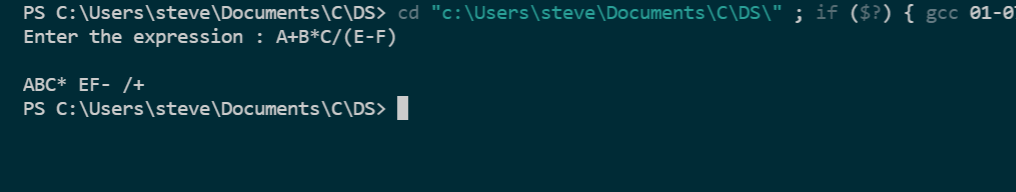 PS C:\Users\steve\Documents\C\DS> cd "c:\Users\steve\Documents\C\DS\" ; if ($?) { gcc 01-0
Enter the expression : A+B*C/(E-F)
ABC* EF- /+
PS C:\Users\steve\Documents\C\DS>